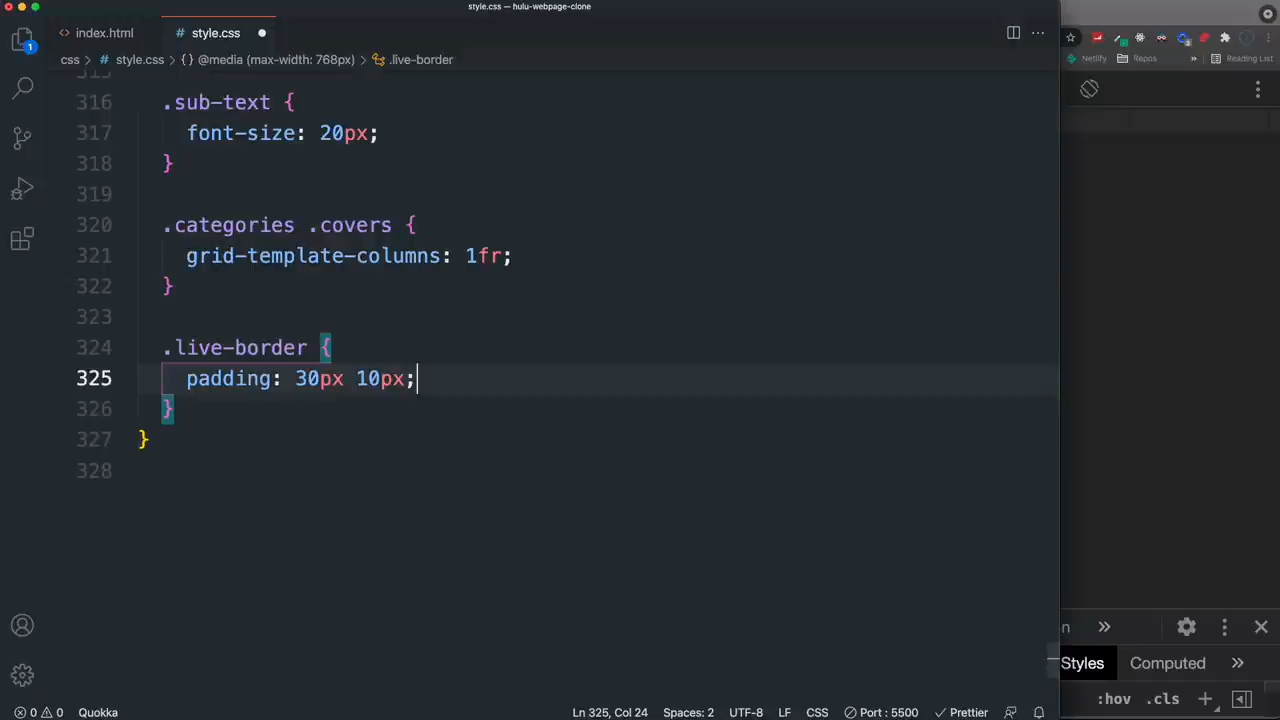 style.css — hulu-webpage-clone
index.html
# style.css
css > # style.css > {} @media (max-width: 768px) > .live-border
Netlify Repos » Reading List
1
316 .sub-text {
317 font-size: 20px;
318 }
319
320 .categories .covers {
321 grid-template-columns: 1fr;
322 }
323
324 .live-border {
325 padding: 30px 10px;
326 }
327 }
328
»
Styles Computed »
:hov .cls +
0 0 Quokka Ln 325, Col 24 Spaces: 2 UTF-8 LF CSS Port : 5500 Prettier